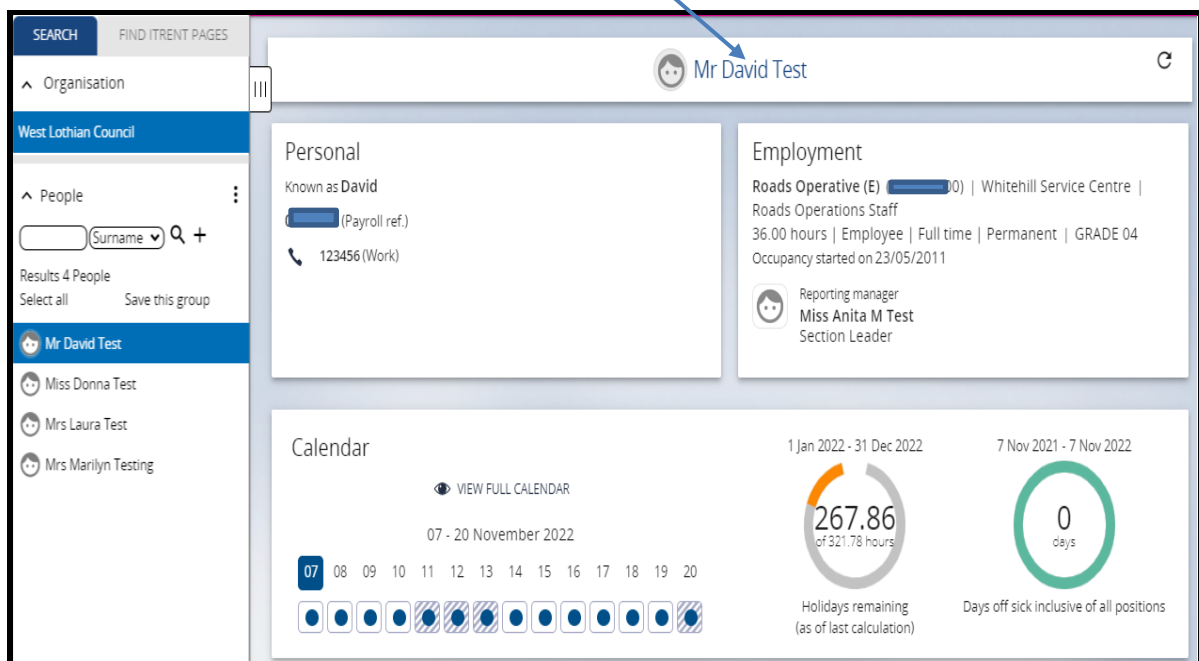 SEARCH
FIND ITRENT PAGES
Organisation
West Lothian Council
People
Surname
Results 4 People
Select all
Save this group
Mr David Test
Miss Donna Test
Mrs Laura Test
Mrs Marilyn Testing
Mr David Test
Personal
Known as David
(Payroll ref.)
123456 (Work)
Employment
Roads Operative (E) ( 00) | Whitehill Service Centre |
Roads Operations Staff
36.00 hours | Employee | Full time | Permanent | GRADE 04
Occupancy started on 23/05/2011
Reporting manager
Miss Anita M Test
Section Leader
Calendar
VIEW FULL CALENDAR
07 - 20 November 2022
07 08 09 10 11 12 13 14 15 16 17 18 19 20
1 Jan 2022 - 31 Dec 2022
267.86
of 321.78 hours
Holidays remaining
(as of last calculation)
7 Nov 2021 - 7 Nov 2022
0
days
Days off sick inclusive of all positions